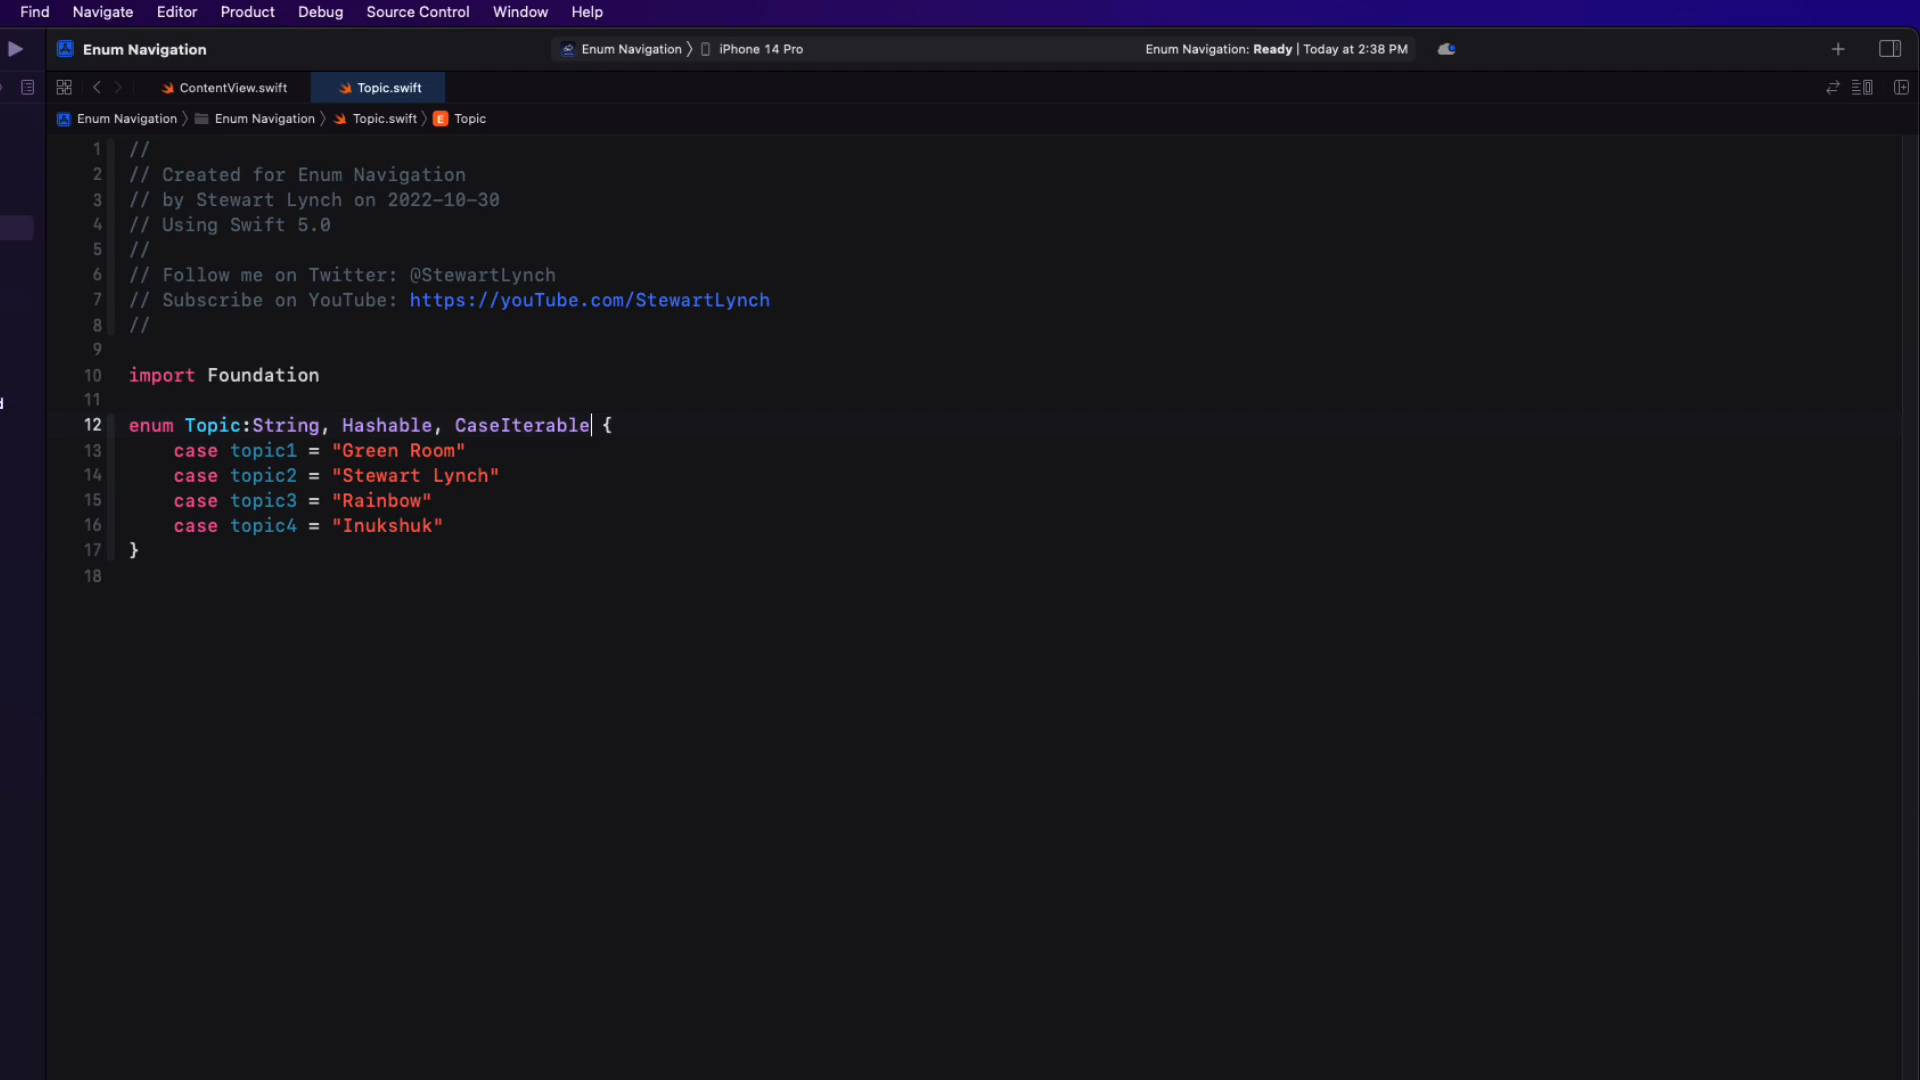 Find Navigate Editor Product Debug Source Control Window Help
Enum Navigation
Enum Navigation 〉 iPhone 14 Pro
Enum Navigation: Ready | Today at 2:38 PM
ContentView.swift
Topic.swift
Enum Navigation 〉 Enum Navigation 〉 Topic.swift 〉 E Topic
1 //
2 // Created for Enum Navigation
3 // by Stewart Lynch on 2022-10-30
4 // Using Swift 5.0
5 //
6 // Follow me on Twitter: @StewartLynch
7 // Subscribe on YouTube: https://youTube.com/StewartLynch
8 //
9
10 import Foundation
11
12 enum Topic:String, Hashable, CaseIterable {
13 case topic1 = "Green Room"
14 case topic2 = "Stewart Lynch"
15 case topic3 = "Rainbow"
16 case topic4 = "Inukshuk"
17 }
18